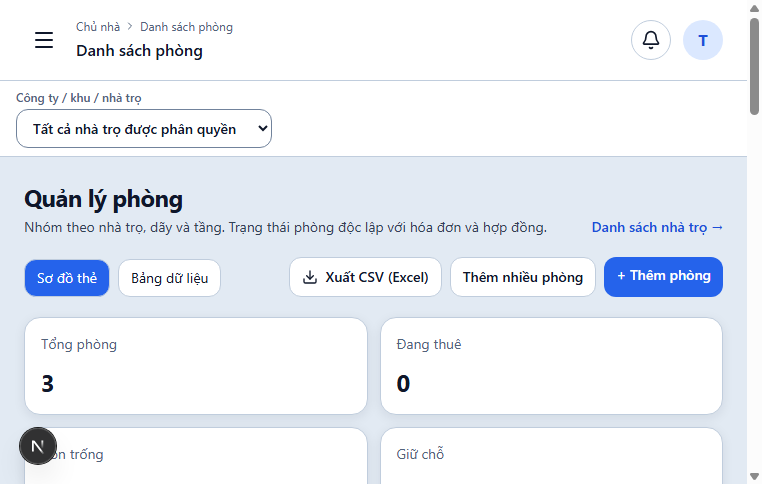 Chủ nhà > Danh sách phòng
Danh sách phòng
T
Công ty / khu / nhà trọ
Tất cả nhà trọ được phân quyền
Quản lý phòng
Nhóm theo nhà trọ, dãy và tầng. Trạng thái phòng độc lập với hóa đơn và hợp đồng.
Danh sách nhà trọ →
Sơ đồ thẻ
Bảng dữ liệu
Xuất CSV (Excel)
Thêm nhiều phòng
+ Thêm phòng
Tổng phòng
3
Đang thuê
0
N
trống
Giữ chỗ